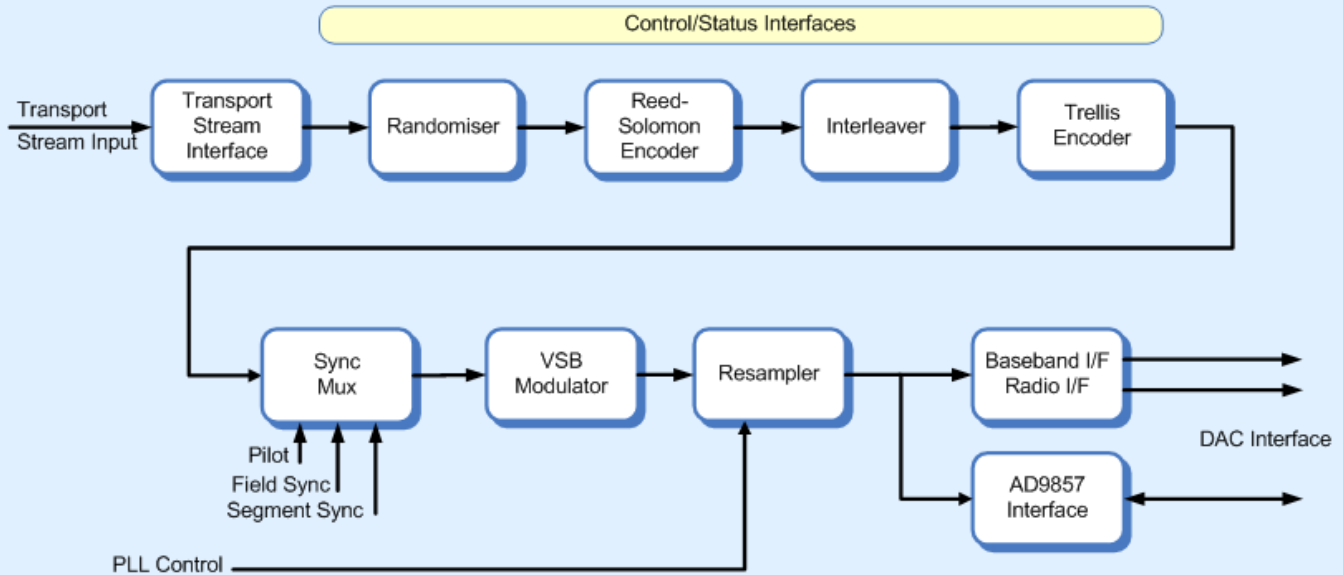 Control/Status Interfaces
Transport
Stream Input
Transport
Stream
Interface
Randomiser
Reed-
Solomon
Encoder
Interleaver
Trellis
Encoder
Sync
Mux
VSB
Modulator
Resampler
Baseband I/F
Radio I/F
DAC Interface
Pilot
Field Sync
Segment Sync
AD9857
Interface
PLL Control